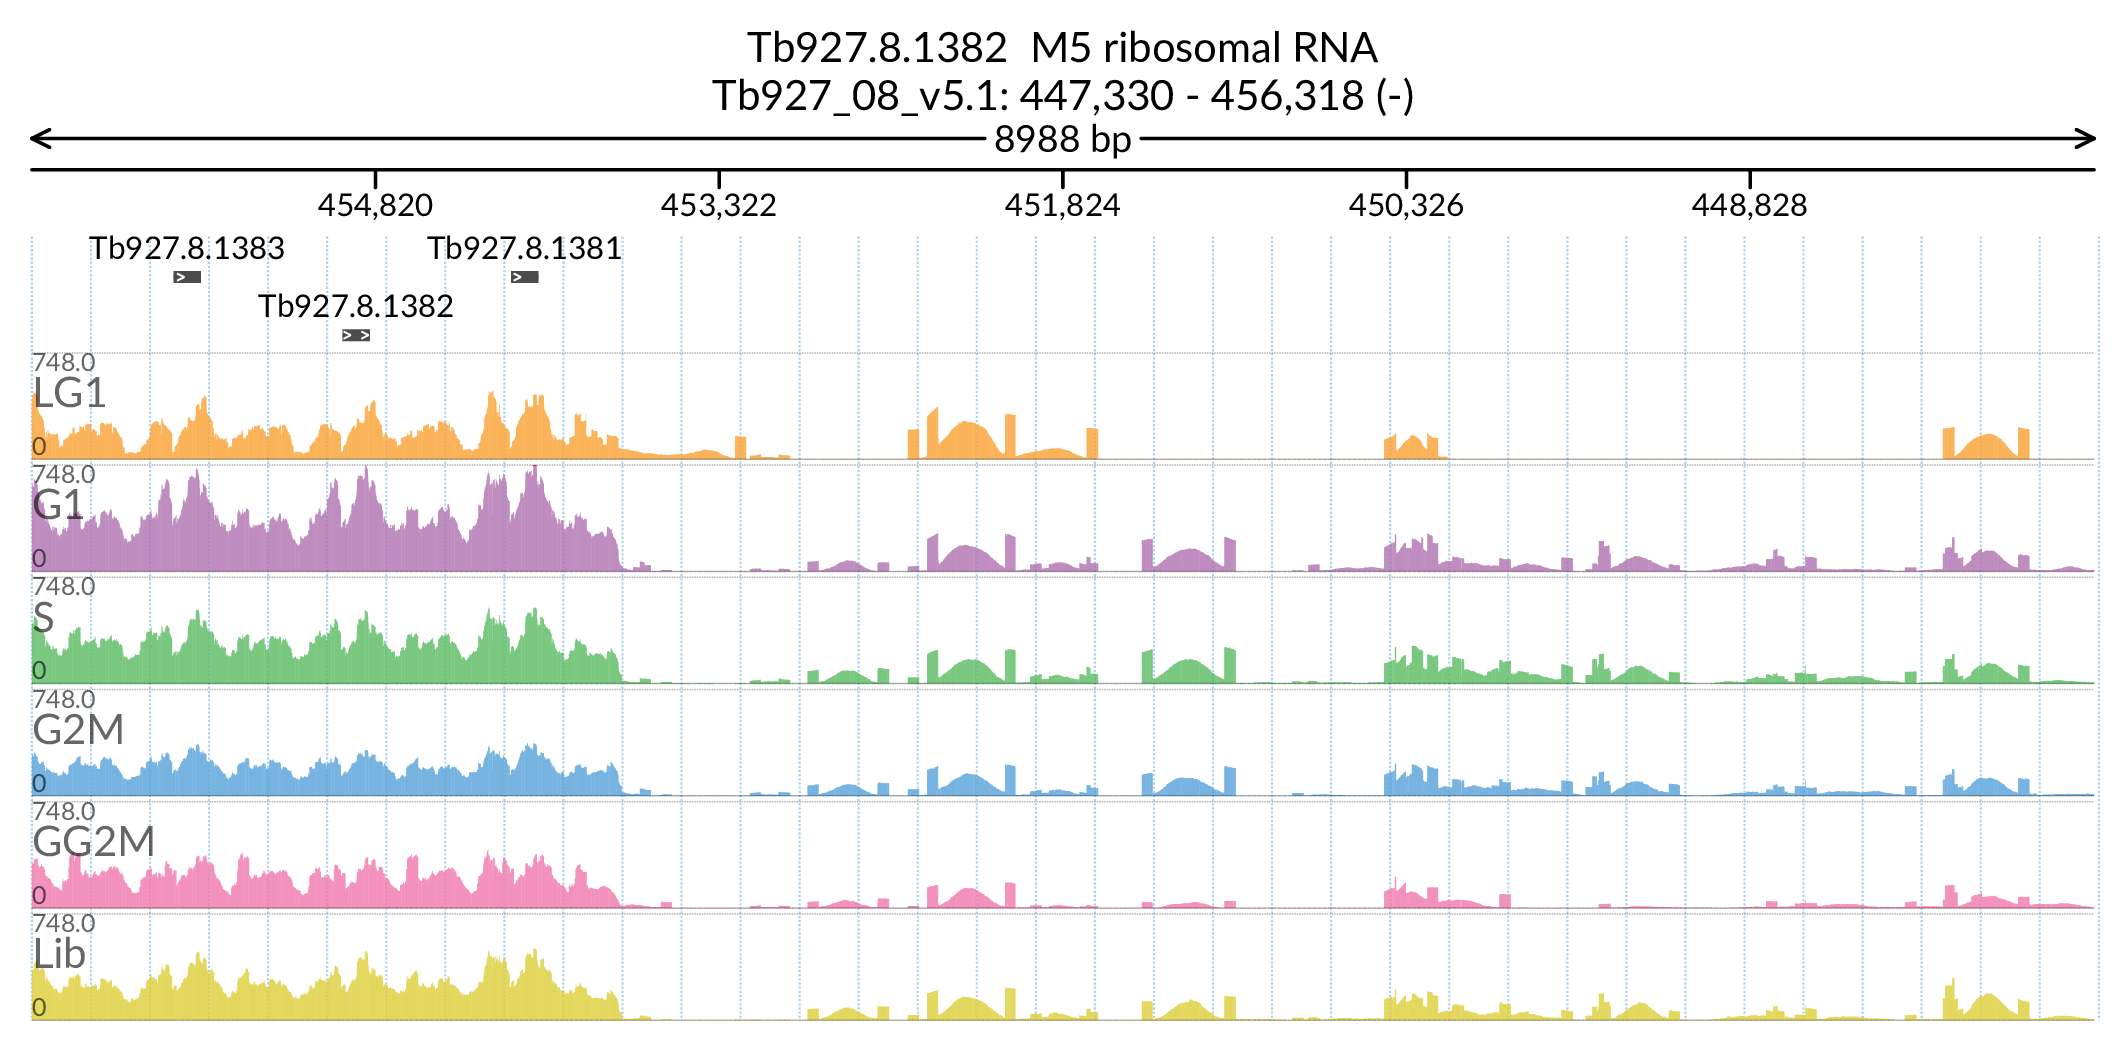 Tb927.8.1382  M5 ribosomal RNA
Tb927_08_v5.1: 447,330 - 456,318 (-)
8988 bp
454,820 453,322 451,824 450,326 448,828
Tb927.8.1383 Tb927.8.1381
Tb927.8.1382
748.0
LG1
0
748.0
G1
0
748.0
S
0
748.0
G2M
0
748.0
GG2M
0
748.0
Lib
0